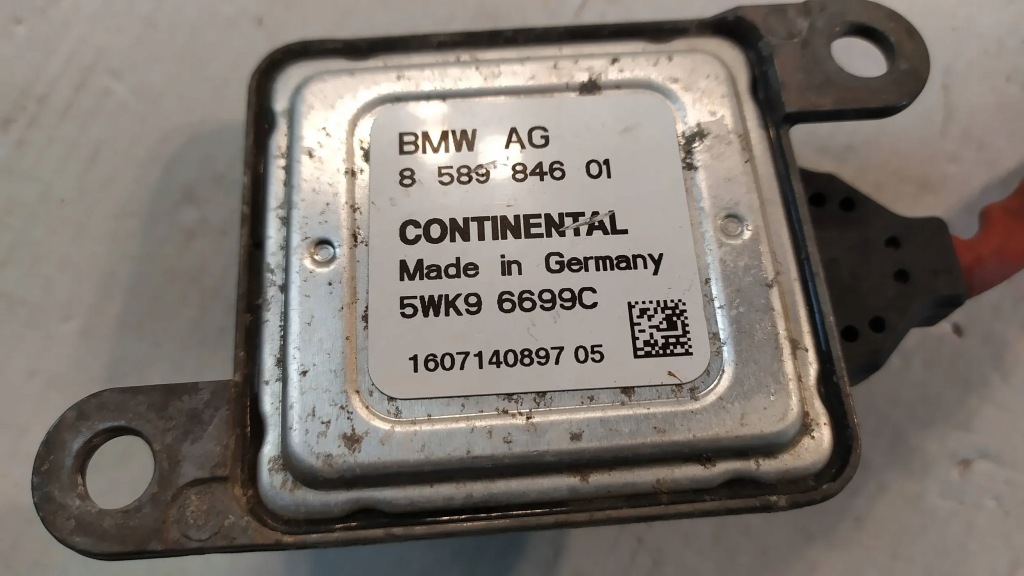 BMW AG
8 589 846 01
CONTINENTAL
Made in Germany
5WK9 6699C
1607140897 05